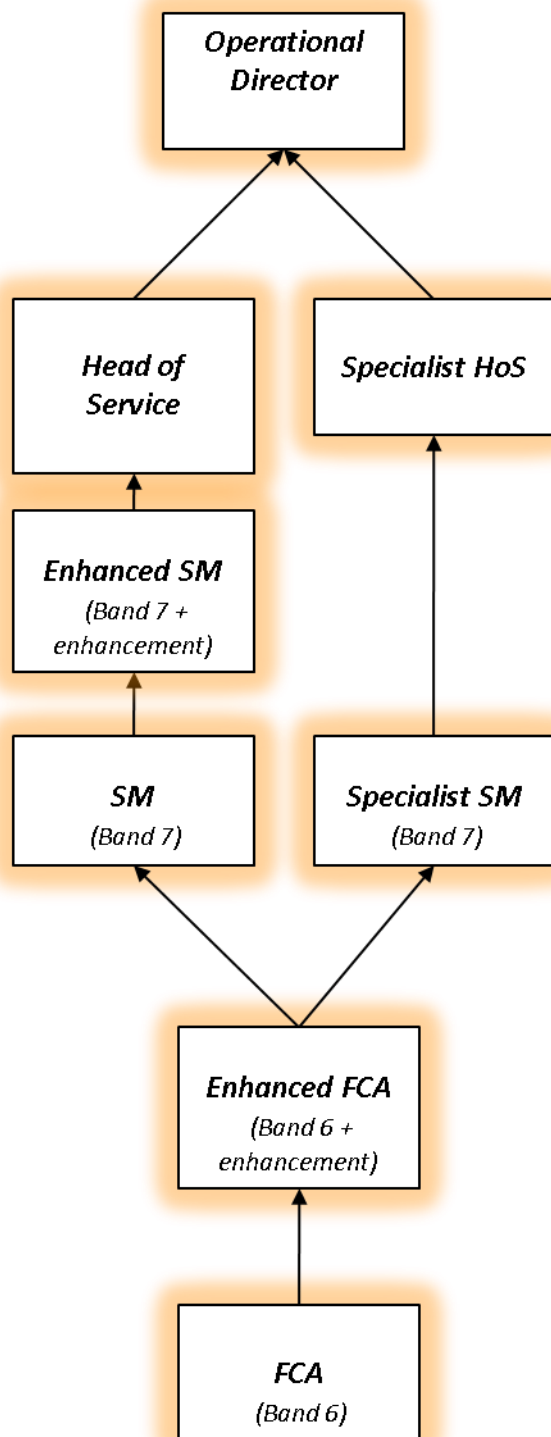 Operational
Director
Head of
Service
Specialist HoS
Enhanced SM
(Band 7 +
enhancement)
SM
(Band 7)
Specialist SM
(Band 7)
Enhanced FCA
(Band 6 +
enhancement)
FCA
(Band 6)